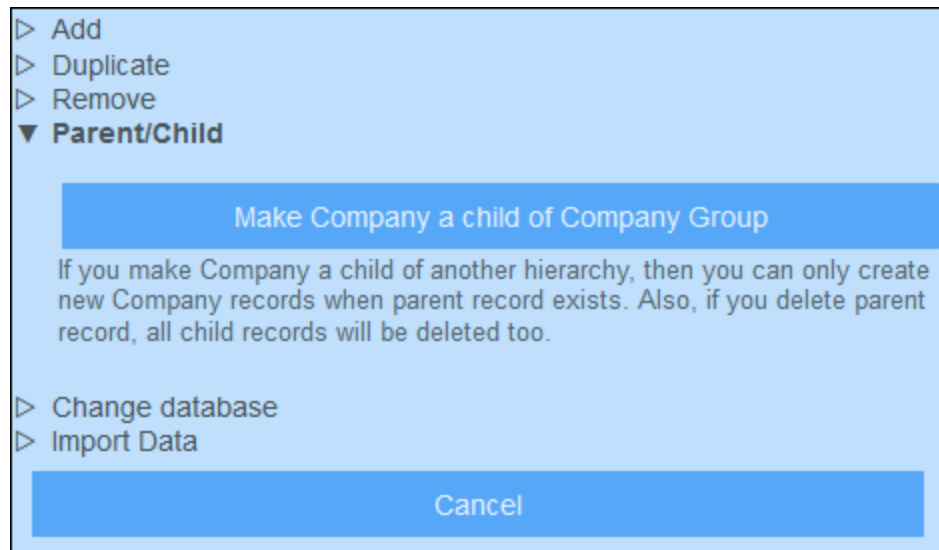 Add
Duplicate
Remove
Parent/Child
Make Company a child of Company Group
If you make Company a child of another hierarchy, then you can only create
new Company records when parent record exists. Also, if you delete parent
record, all child records will be deleted too.
Change database
Import Data
Cancel